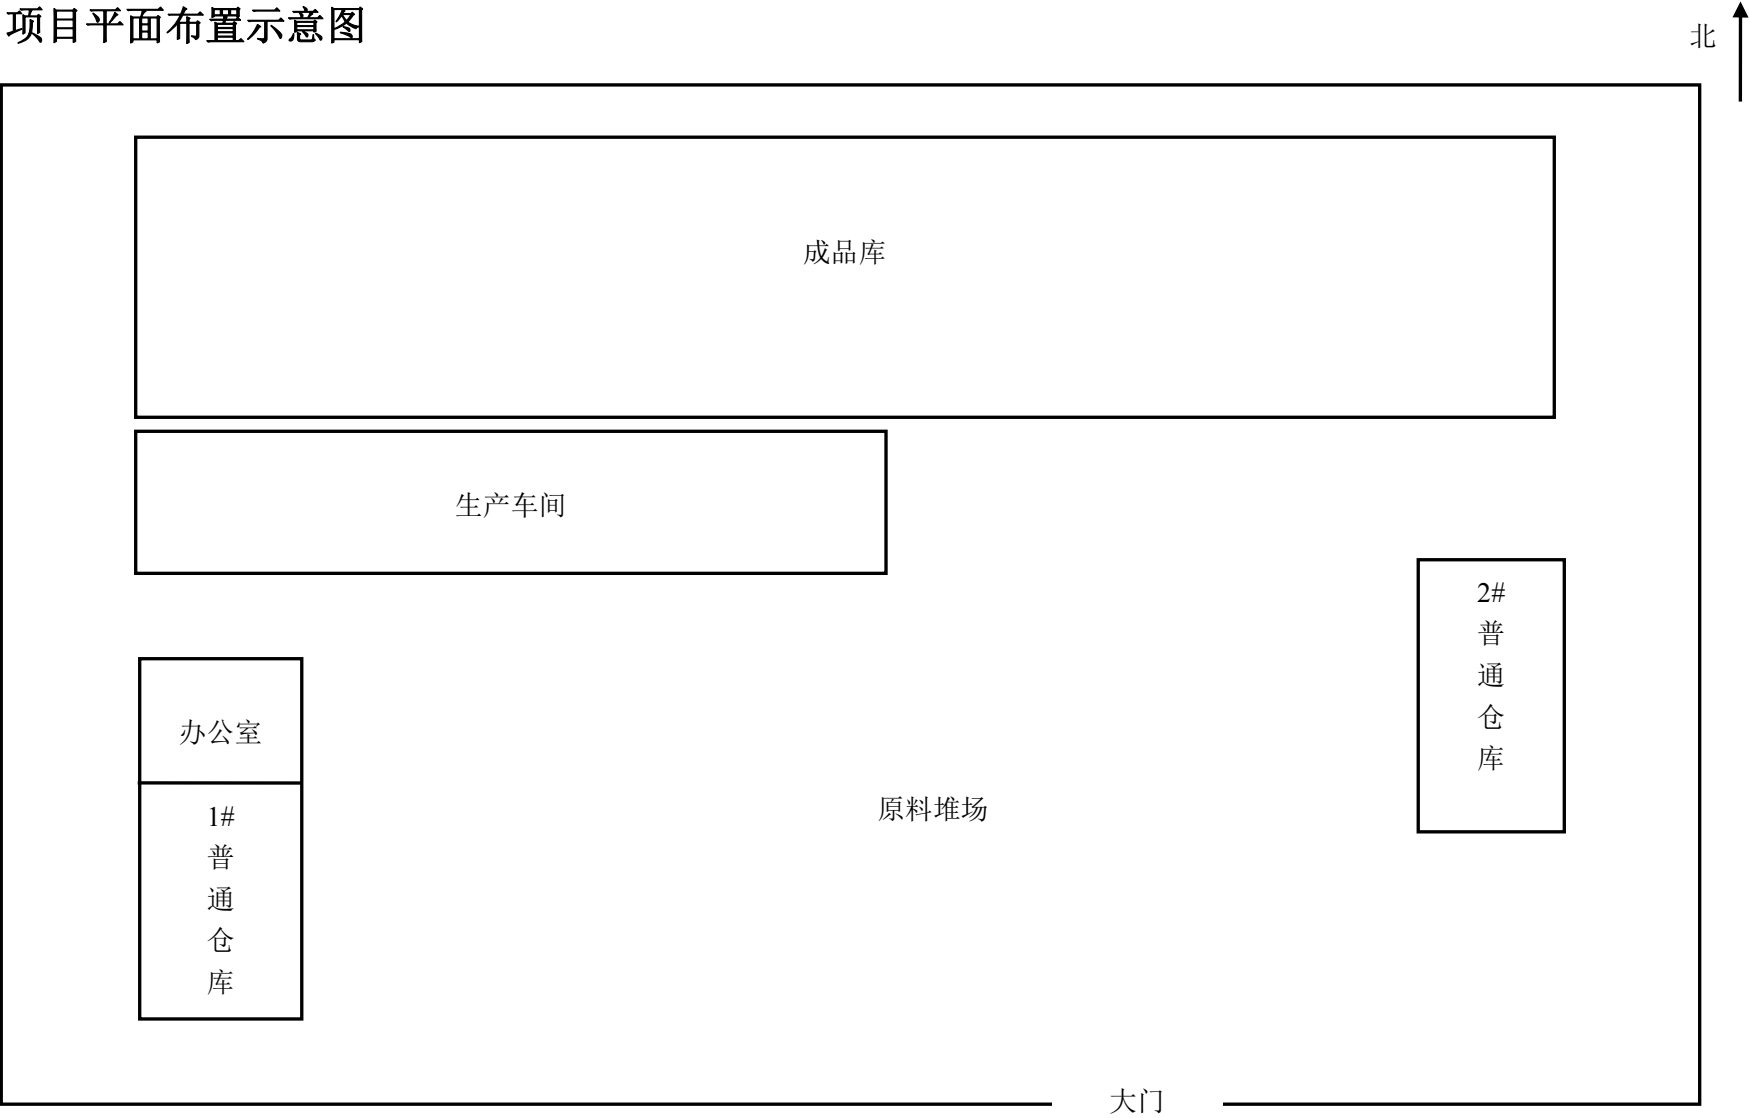 项目平面布置示意图
北
成品库
生产车间
2#
普
通
仓
库
办公室
原料堆场
1#
普
通
仓
库
大门